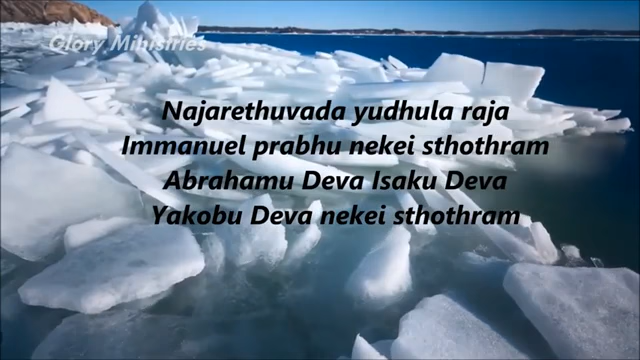 Glory Ministries
Najarethuvada yudhula raja
Immanuel prabhu nekei sthothram
Abrahamu Deva Isaku Deva
Yakobu Deva nekei sthothram